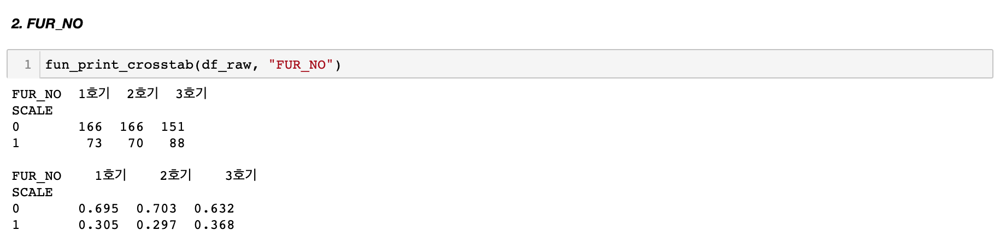 2. FUR_NO
1 fun_print_crosstab(df_raw, "FUR_NO")
FUR_NO 1호기 2호기 3호기
SCALE
0 166 166 151
1 73 70 88
FUR_NO 1호기 2호기 3호기
SCALE
0 0.695 0.703 0.632
1 0.305 0.297 0.368